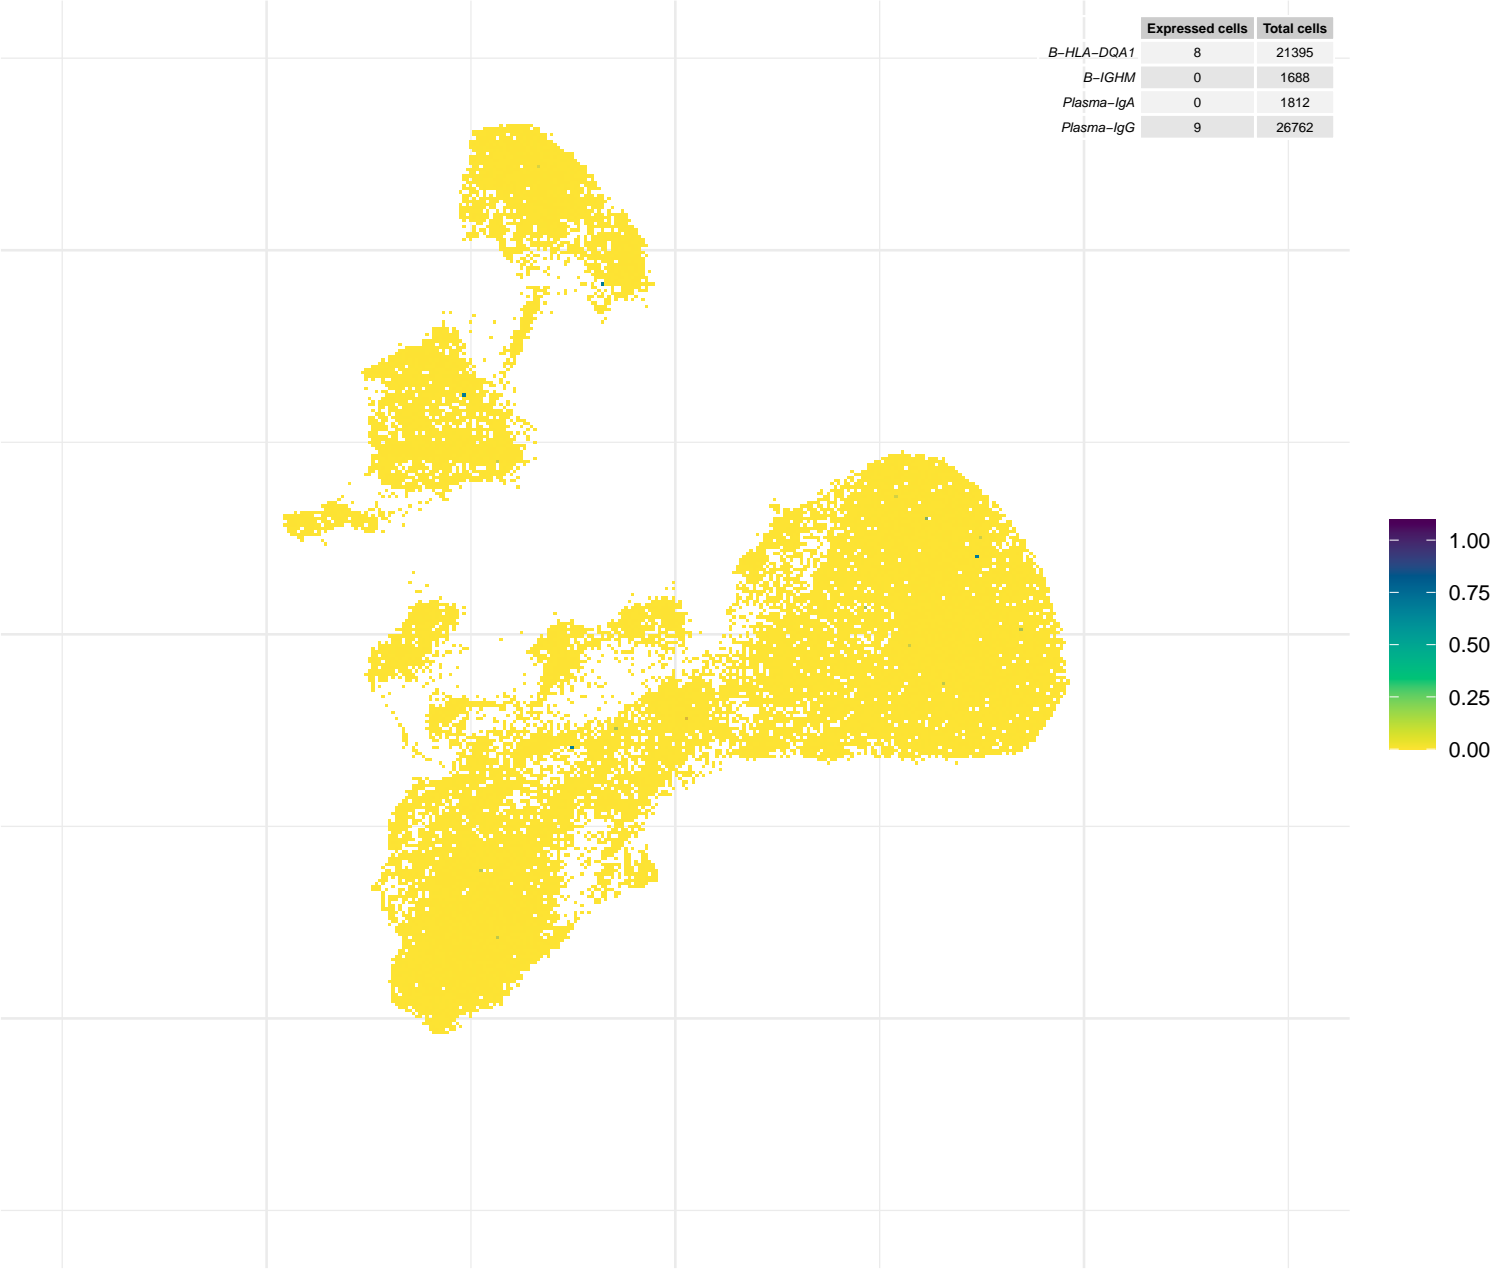 Expressed cells Total cells
B−HLA−DQA1 8 21395
B−IGHM 0 1688
Plasma−IgA 0 1812
Plasma−IgG 9 26762
1.00
0.75
0.50
0.25
0.00